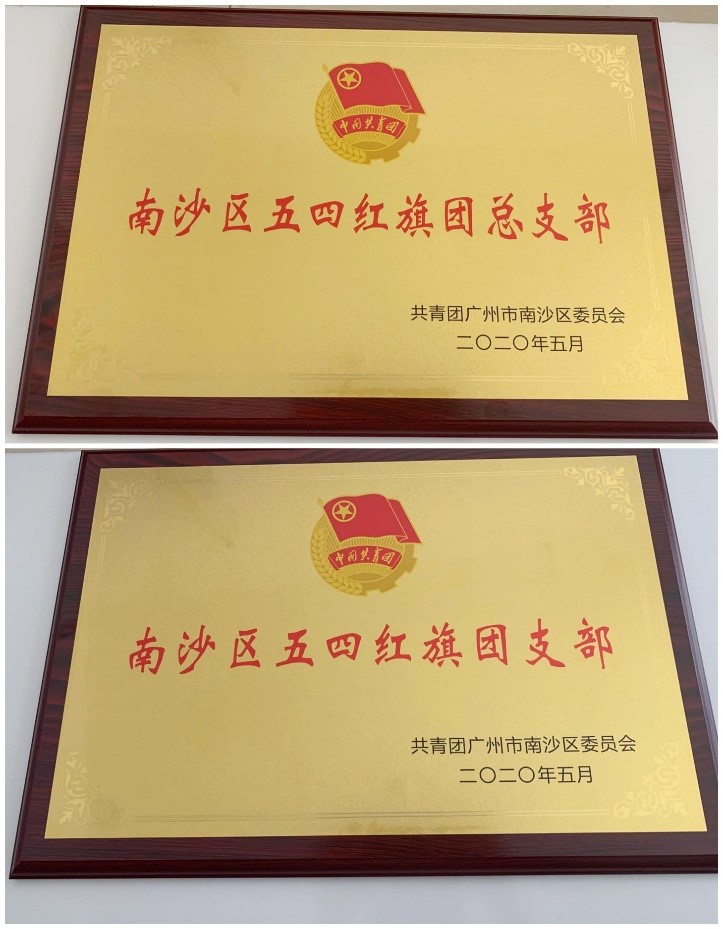 中国共青团
南沙区五四红旗团总支部
共青团广州市南沙区委员会
二〇二〇年五月
中国共青团
南沙区五四红旗团支部
共青团广州市南沙区委员会
二〇二〇年五月